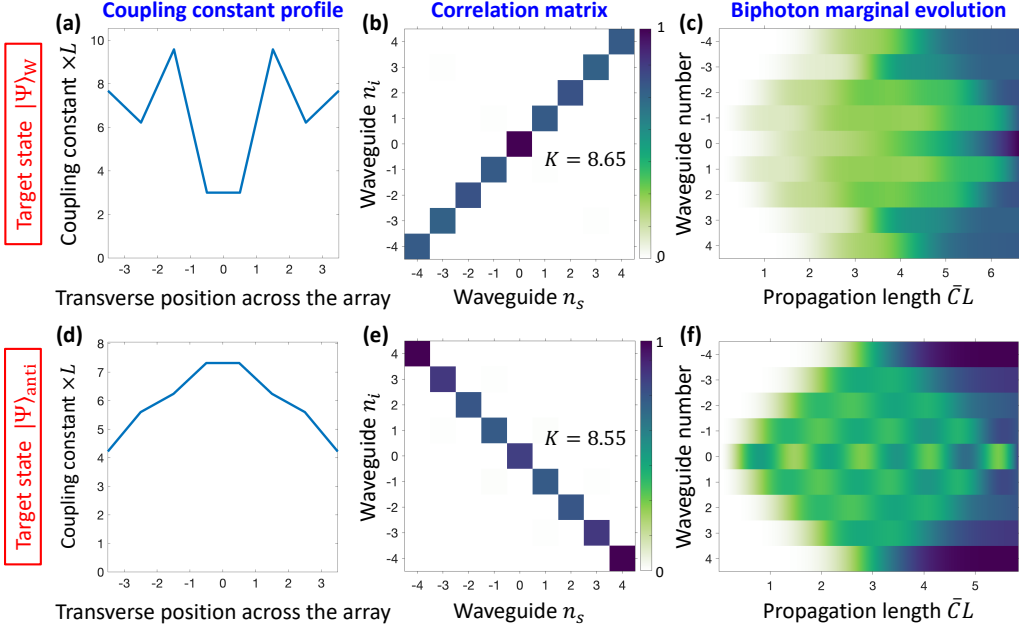 Coupling constant profile
Correlation matrix
Biphoton marginal evolution
Target state |Ψ⟩_W
(a)
Coupling constant ×L
10
8
6
4
2
0
-3 -2 -1 0 1 2 3
Transverse position across the array
(b)
Waveguide n_i
4
3
2
1
0
-1
-2
-3
-4
K = 8.65
-4 -3 -2 -1 0 1 2 3 4
Waveguide n_s
1
0
(c)
Waveguide number
-4
-3
-2
-1
0
1
2
3
4
1 2 3 4 5 6
Propagation length C̄L
Target state |Ψ⟩_anti
(d)
Coupling constant ×L
8
7
6
5
4
3
2
1
0
-3 -2 -1 0 1 2 3
Transverse position across the array
(e)
Waveguide n_i
4
3
2
1
0
-1
-2
-3
-4
K = 8.55
-4 -3 -2 -1 0 1 2 3 4
Waveguide n_s
1
0
(f)
Waveguide number
-4
-3
-2
-1
0
1
2
3
4
1 2 3 4 5
Propagation length C̄L